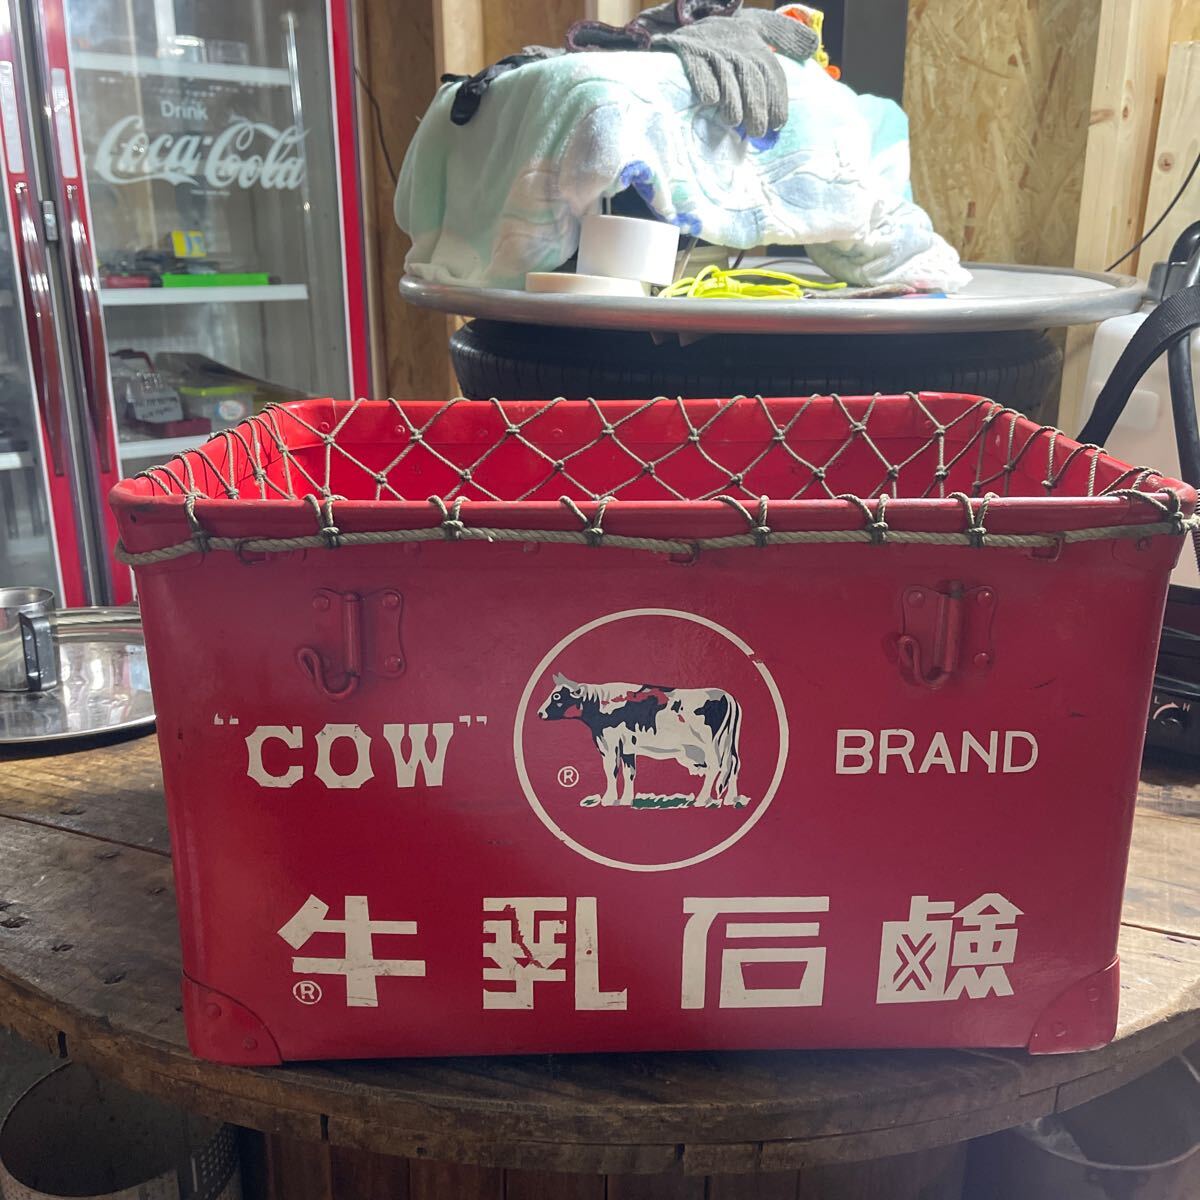 Drink
Coca-Cola
"COW" BRAND
®
牛乳石鹸
®